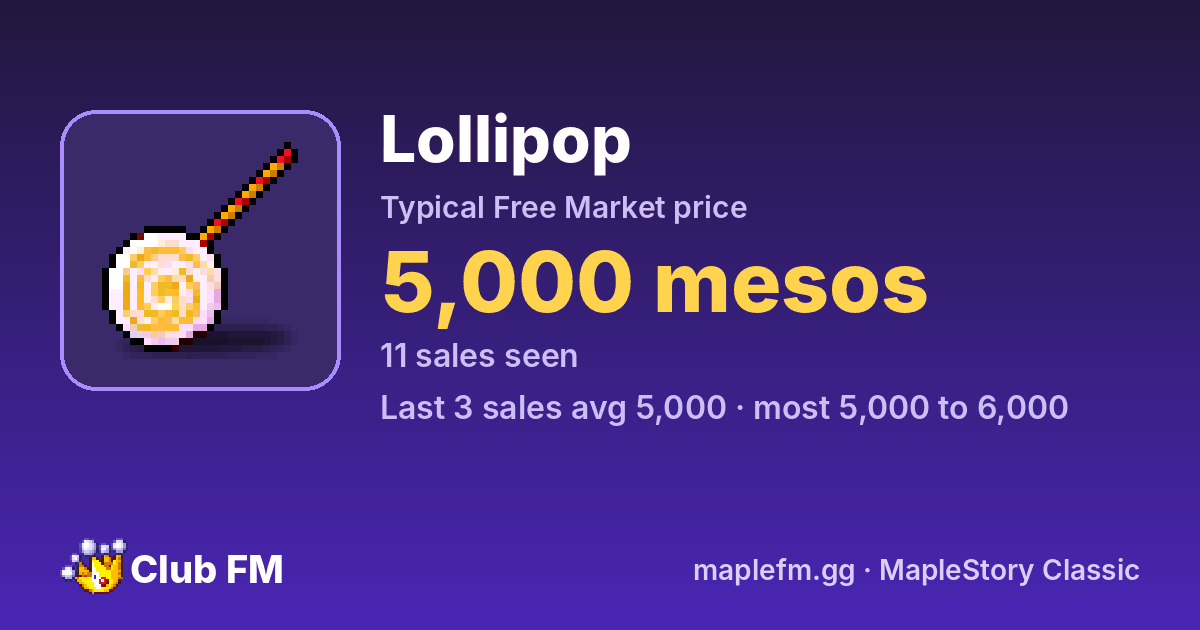 Lollipop
Typical Free Market price
5,000 mesos
11 sales seen
Last 3 sales avg 5,000 · most 5,000 to 6,000
Club FM
maplefm.gg · MapleStory Classic